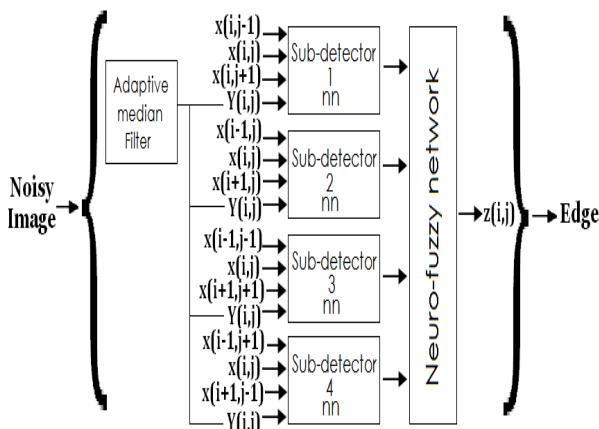 Noisy
Image
Adaptive
median
Filter
x(i,j-1)
x(i,j)
x(i,j+1)
Y(i,j)
Sub-detector
1
nn
x(i-1,j)
x(i,j)
x(i+1,j)
Y(i,j)
Sub-detector
2
nn
x(i-1,j-1)
x(i,j)
x(i+1,j+1)
Y(i,j)
Sub-detector
3
nn
x(i-1,j+1)
x(i,j)
x(i+1,j-1)
Y(i,j)
Sub-detector
4
nn
Neuro-fuzzy network
z(i,j)
Edge